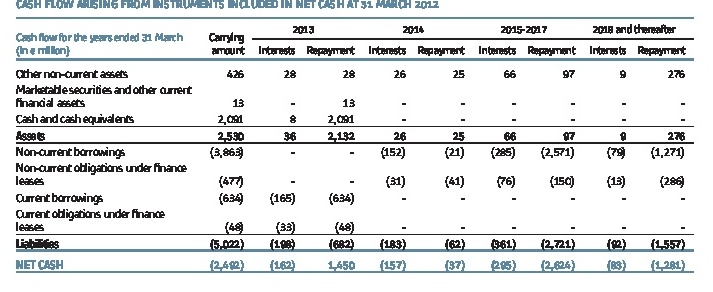 CASH FLOW ARISING FROM INSTRUMENTS INCLUDED IN NET CASH AT 31 MARCH 2012
2013 2014 2015-2017 2018 and thereafter
Cash flow for the years ended 31 March Carrying
(in € million) amount Interests Repayment Interests Repayment Interests Repayment Interests Repayment
Other non-current assets 426 28 28 26 25 66 97 9 276
Marketable securities and other current
financial assets 13 - 13 - - - - - -
Cash and cash equivalents 2,091 8 2,091 - - - - - -
Assets 2,530 36 2,132 26 25 66 97 9 276
Non-current borrowings (3,863) - - (152) (21) (285) (2,571) (79) (1,271)
Non-current obligations under finance
leases (477) - - (31) (41) (76) (150) (13) (286)
Current borrowings (634) (165) (634) - - - - - -
Current obligations under finance
leases (48) (33) (48) - - - - - -
Liabilities (5,022) (198) (682) (183) (62) (361) (2,721) (92) (1,557)
NET CASH (2,492) (162) 1,450 (157) (37) (295) (2,624) (83) (1,281)